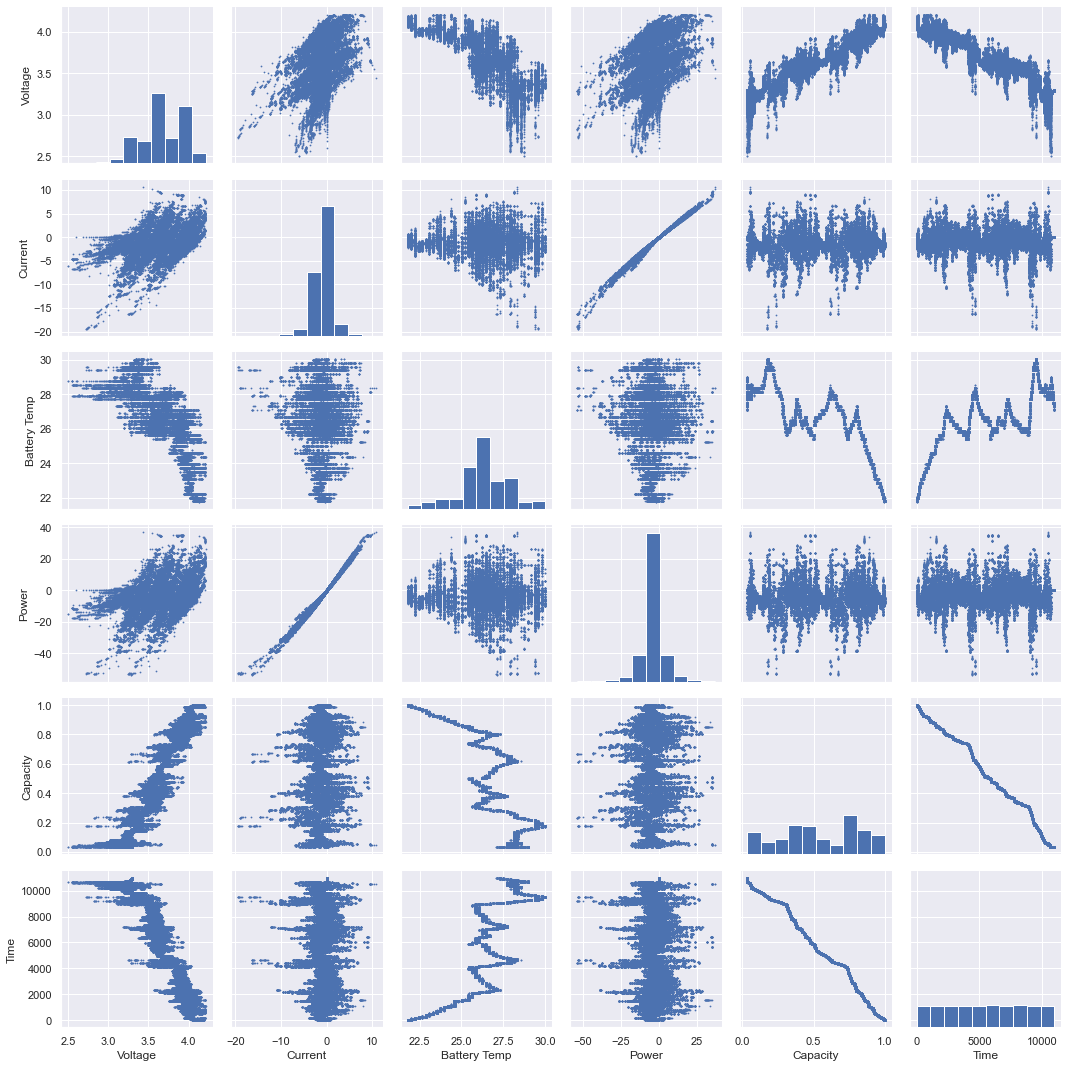 4.0
3.5
3.0
2.5
Voltage
10
5
0
−5
−10
−15
−20
Current
30
28
26
24
22
Battery Temp
40
20
0
−20
−40
Power
1.0
0.8
0.6
0.4
0.2
0.0
Capacity
10000
8000
6000
4000
2000
0
Time
2.5 3.0 3.5 4.0
−20 −10 0 10
22.5 25.0 27.5 30.0
−50 −25 0 25
0.0 0.5 1.0
0 5000 10000
Voltage Current Battery Temp Power Capacity Time